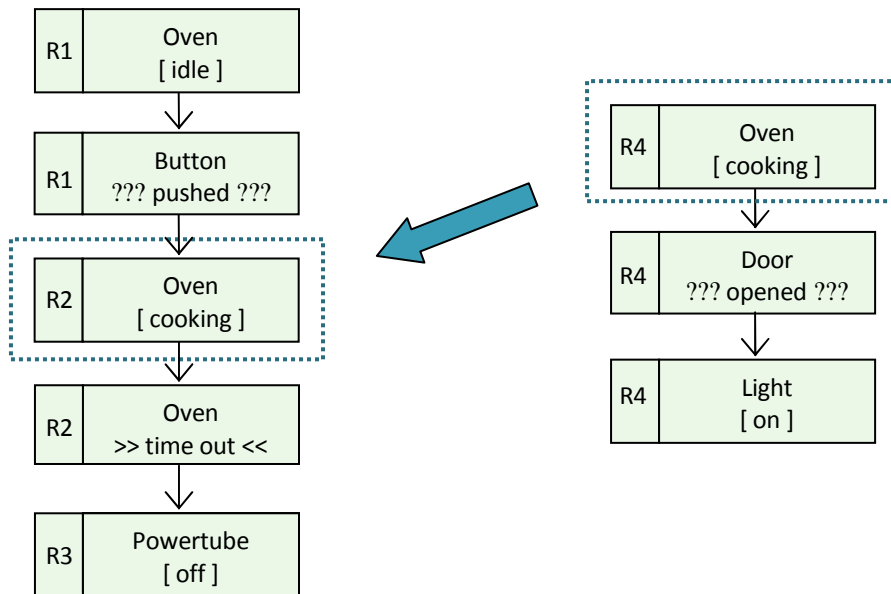 R1
Oven
[ idle ]
R1
Button
??? pushed ???
R2
Oven
[ cooking ]
R2
Oven
>> time out <<
R3
Powertube
[ off ]
R4
Oven
[ cooking ]
R4
Door
??? opened ???
R4
Light
[ on ]